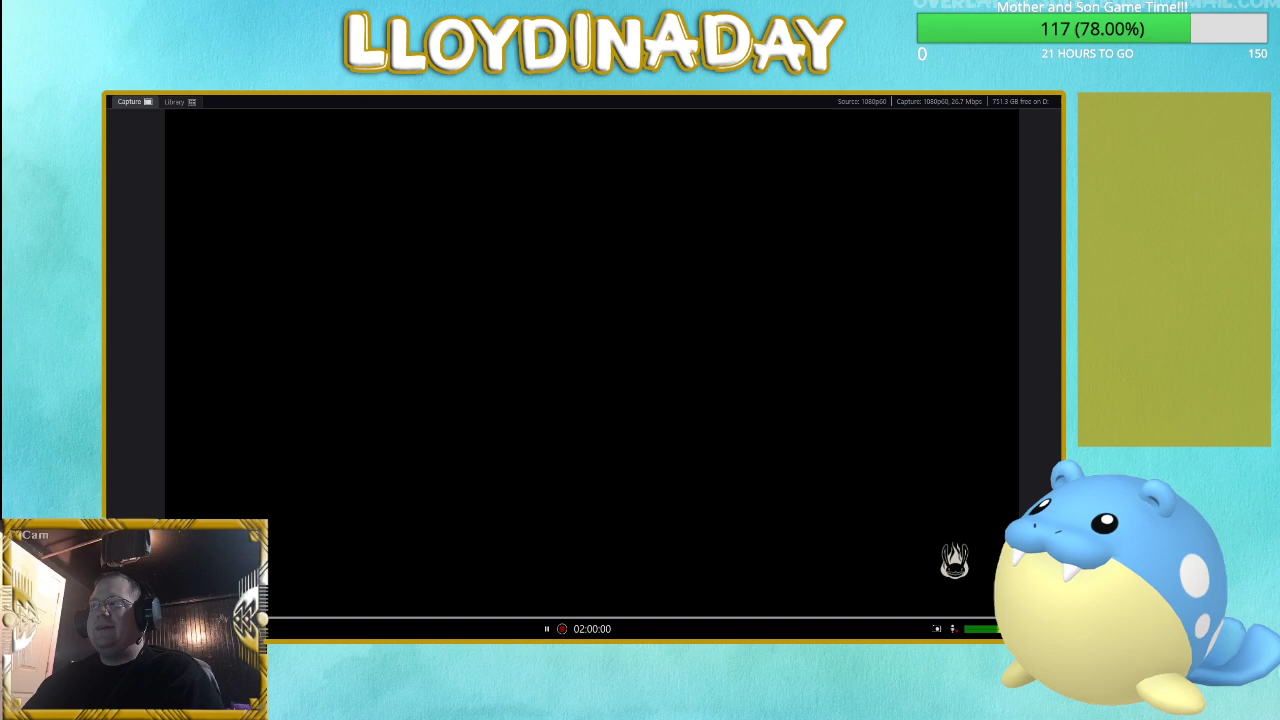 LLOYDINADAY
Mother and Son Game Time!!!
117 (78.00%)
0
21 HOURS TO GO
150
Capture
Library
Source: 1080p60
Capture: 1080p60, 26.7 Mbps
751.3 GB free on D:
Cam
02:00:00